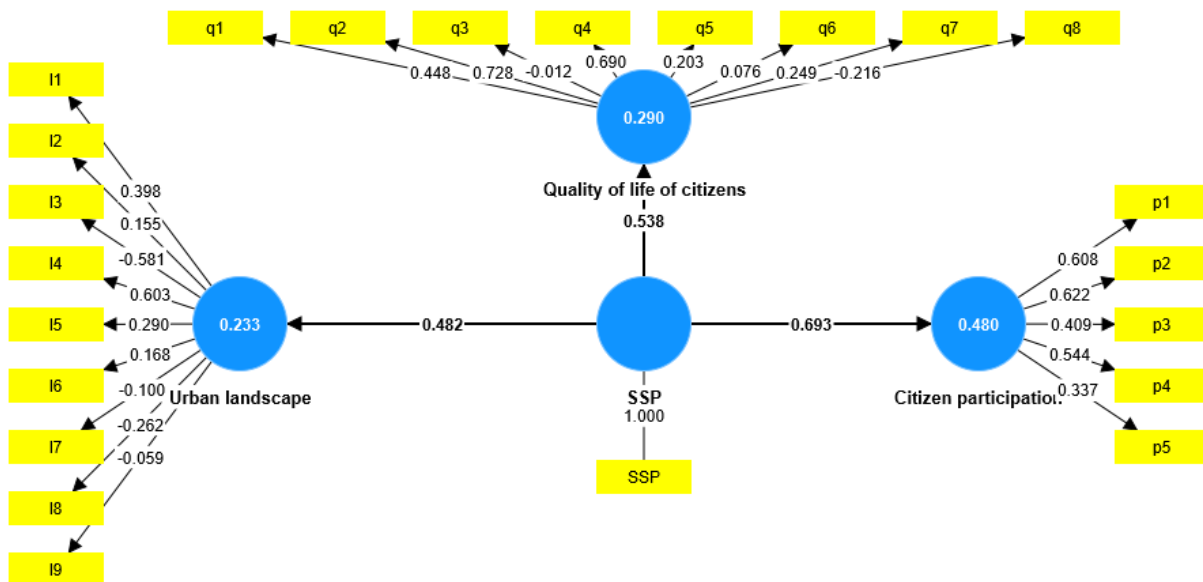 q1 q2 q3 q4 q5 q6 q7 q8
0.448 0.728 -0.012 0.690 0.203 0.076 0.249 -0.216
0.290
Quality of life of citizens
0.538
l1
l2
l3
l4
l5
l6
l7
l8
l9
0.398
0.155
-0.581
0.603
0.290
0.168
-0.100
-0.262
-0.059
0.233
Urban landscape
0.482
SSP
1.000
SSP
0.693
0.480
Citizen participation
0.608
0.622
0.409
0.544
0.337
p1
p2
p3
p4
p5